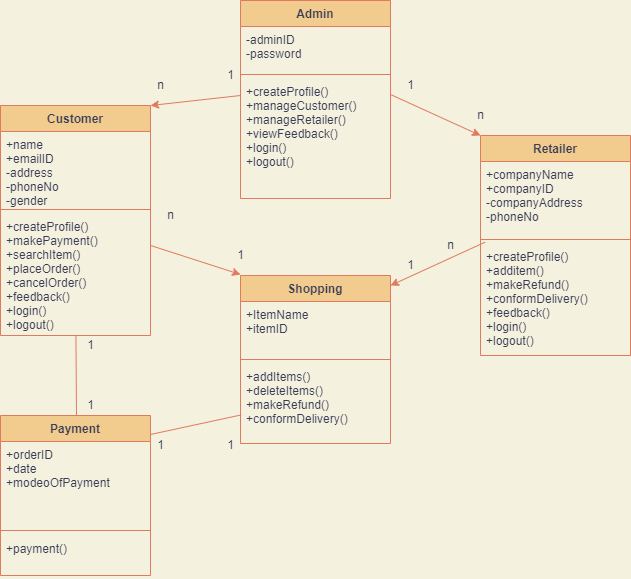 Admin
-adminID
-password
+createProfile()
+manageCustomer()
+manageRetailer()
+viewFeedback()
+login()
+logout()
1
n
1
n
Customer
+name
+emailID
-address
-phoneNo
-gender
+createProfile()
+makePayment()
+searchItem()
+placeOrder()
+cancelOrder()
+feedback()
+login()
+logout()
Retailer
+companyName
+companyID
-companyAddress
-phoneNo
+createProfile()
+additem()
+makeRefund()
+conformDelivery()
+feedback()
+login()
+logout()
n
1
n
1
Shopping
+ItemName
+itemID
+addItems()
+deleteItems()
+makeRefund()
+conformDelivery()
1
1
Payment
+orderID
+date
+modeoOfPayment
+payment()
1
1